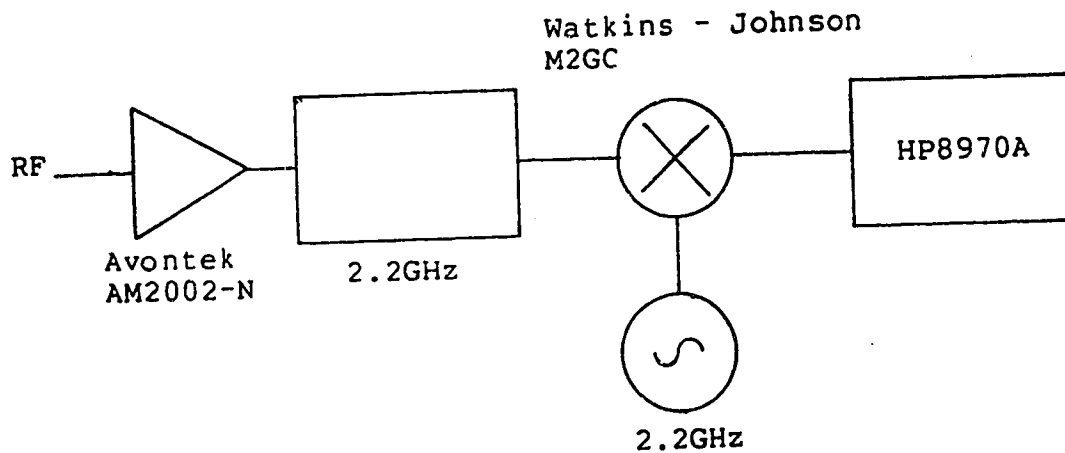 Watkins - Johnson
M2GC
RF
HP8970A
Avontek
AM2002-N
2.2GHz
2.2GHz